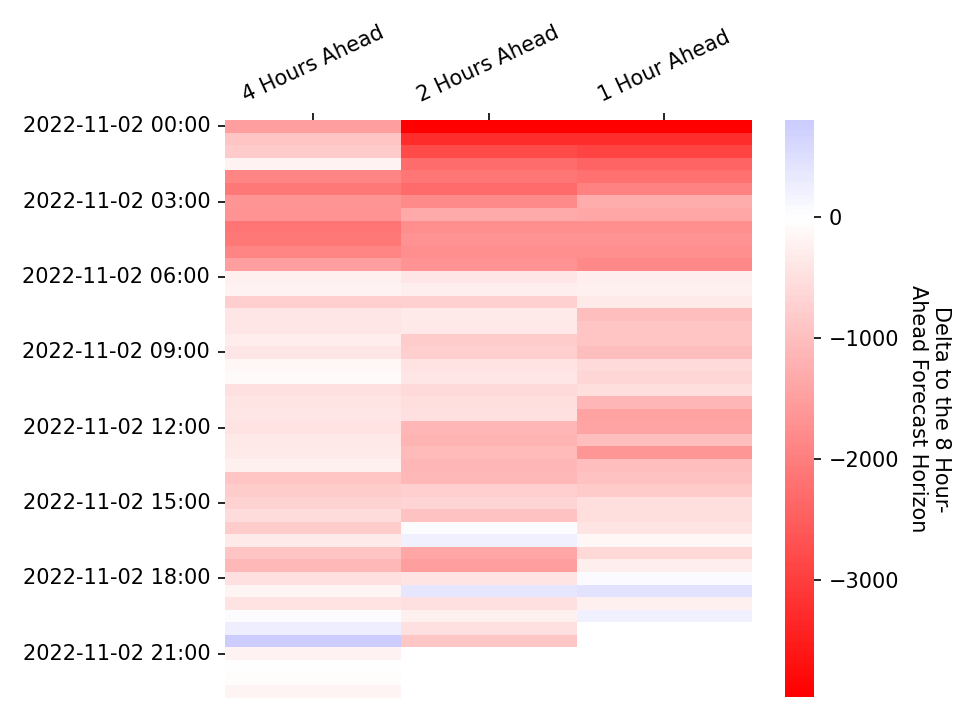 4 Hours Ahead
2 Hours Ahead
1 Hour Ahead
2022-11-02 00:00
2022-11-02 03:00
2022-11-02 06:00
2022-11-02 09:00
2022-11-02 12:00
2022-11-02 15:00
2022-11-02 18:00
2022-11-02 21:00
0
−1000
−2000
−3000
Delta to the 8 Hour-
Ahead Forecast Horizon